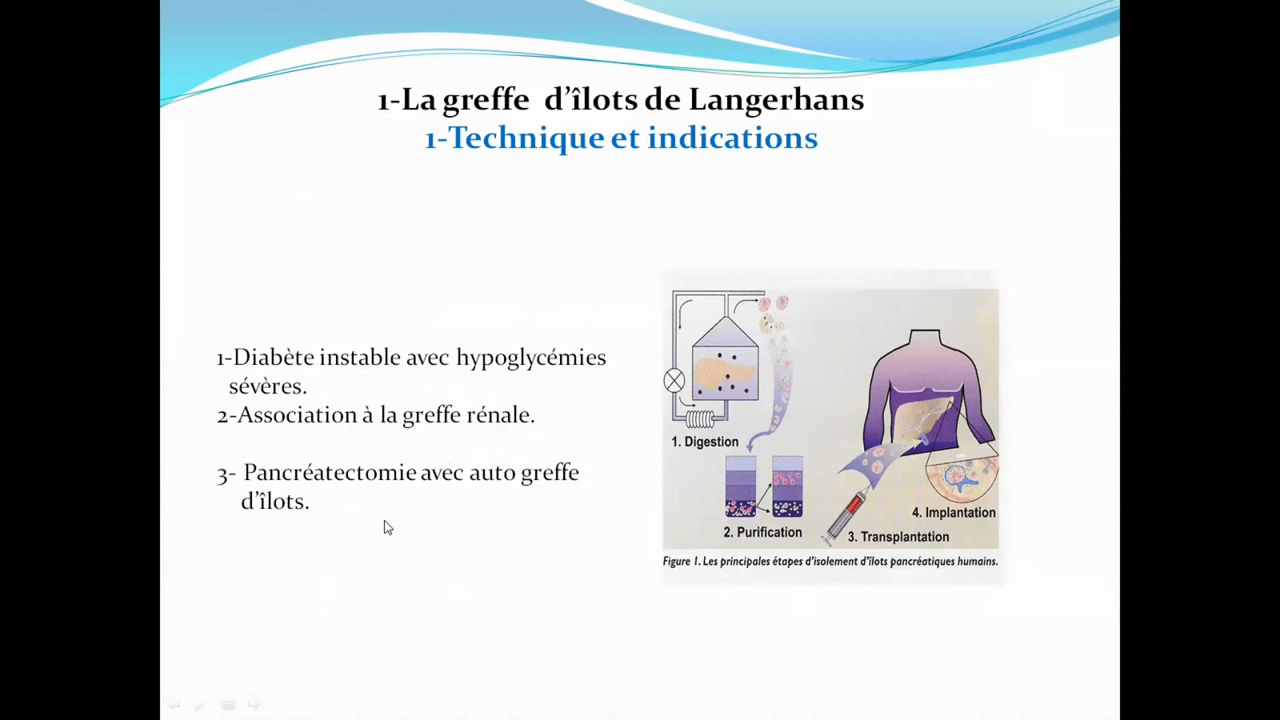 1-La greffe d’îlots de Langerhans
1-Technique et indications
1-Diabète instable avec hypoglycémies
sévères.
2-Association à la greffe rénale.
3- Pancréatectomie avec auto greffe
d’îlots.
1. Digestion
2. Purification
3. Transplantation
4. Implantation
Figure 1. Les principales étapes d’isolement d’îlots pancréatiques humains.